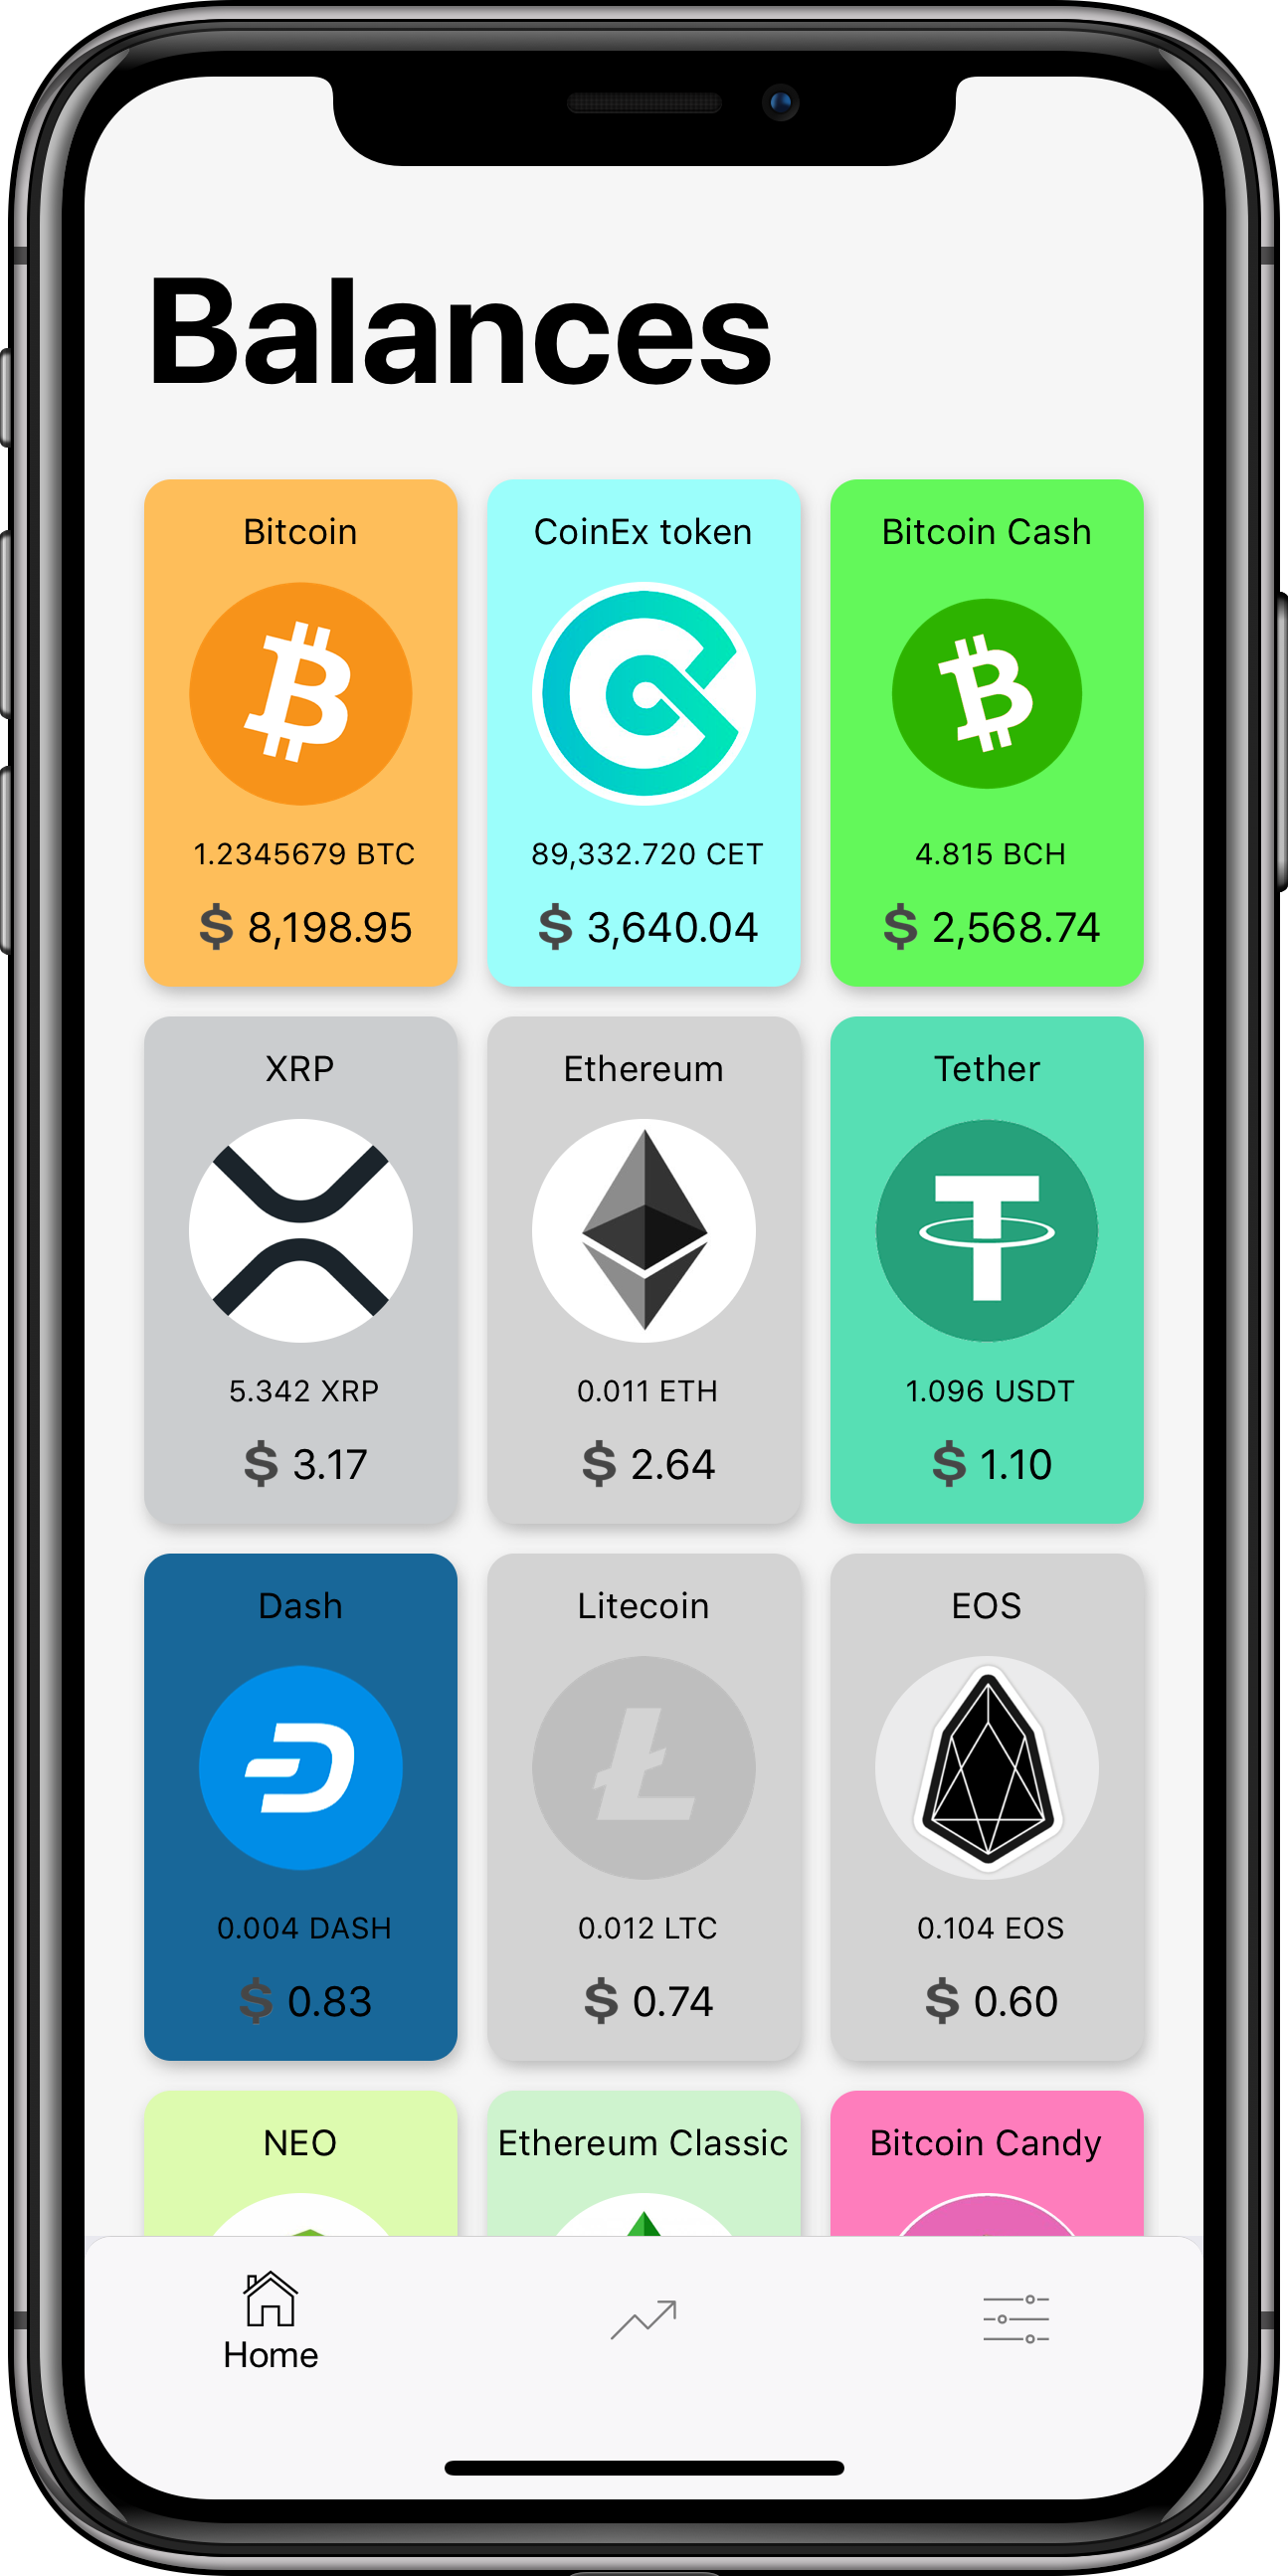 Balances
Bitcoin
1.2345679 BTC
$ 8,198.95
CoinEx token
89,332.720 CET
$ 3,640.04
Bitcoin Cash
4.815 BCH
$ 2,568.74
XRP
5.342 XRP
$ 3.17
Ethereum
0.011 ETH
$ 2.64
Tether
1.096 USDT
$ 1.10
Dash
0.004 DASH
$ 0.83
Litecoin
0.012 LTC
$ 0.74
EOS
0.104 EOS
$ 0.60
NEO
Ethereum Classic
Bitcoin Candy
Home